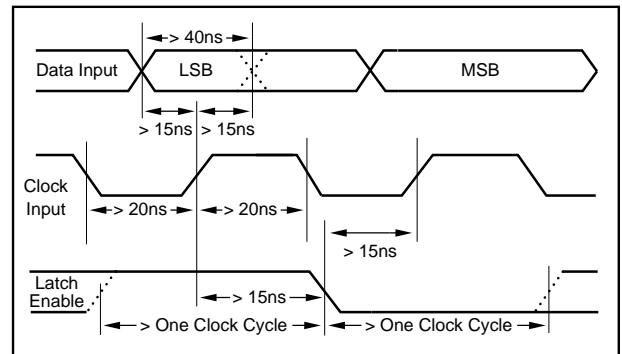 > 40ns
Data Input
LSB
MSB
> 15ns
> 15ns
Clock
Input
> 20ns
> 20ns
> 15ns
Latch
Enable
> 15ns
> One Clock Cycle
> One Clock Cycle